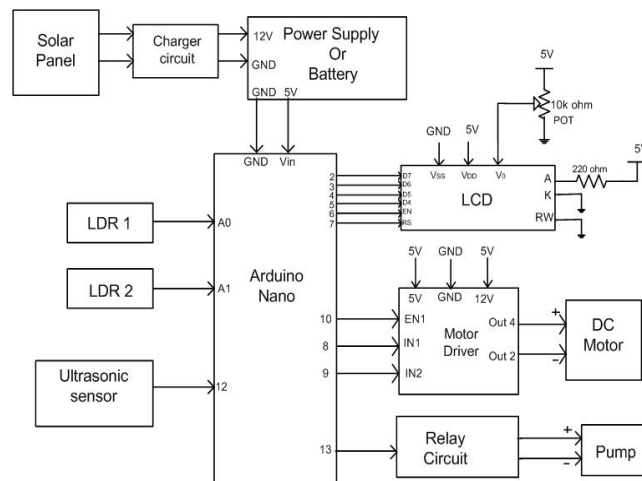 Solar
Panel
Charger
circuit
12V
GND
Power Supply
Or
Battery
GND 5V
5V
10k ohm
POT
GND 5V
GND Vin
VSS VDD V0
LCD
A
K
RW
220 ohm
5V
2 D7
3 D6
4 D5
5 D4
6 EN
7 RS
LDR 1
A0
LDR 2
A1
Arduino
Nano
Ultrasonic
sensor
12
5V GND 5V
5V GND 12V
10 EN1
8 IN1
9 IN2
Motor
Driver
Out 4
Out 2
+
−
DC
Motor
13
Relay
Circuit
+
−
Pump